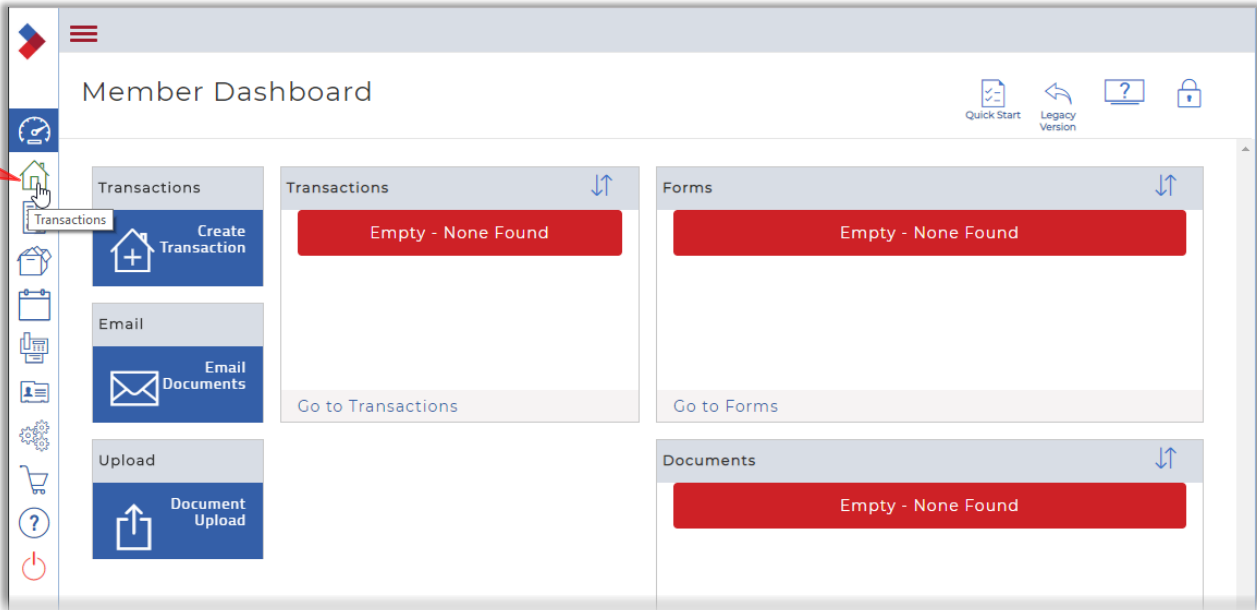 Member Dashboard
Quick Start
Legacy
Version
?
Transactions
Transactions
Create
Transaction
Transactions
Empty - None Found
Go to Transactions
Forms
Empty - None Found
Go to Forms
Email
Email
Documents
Upload
Document
Upload
Documents
Empty - None Found
?